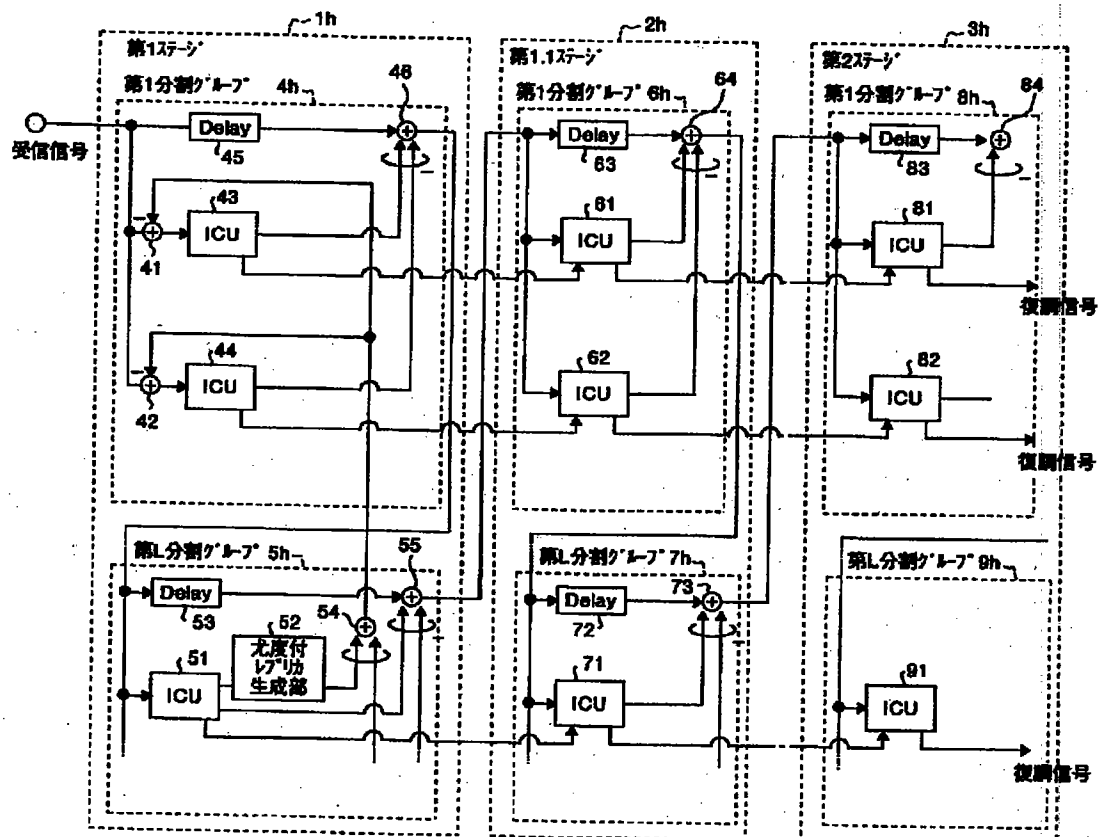 1h
2h
3h
第1ステージ
第1.1ステージ
第2ステージ
第1分割グループ 4h
46
第1分割グループ 6h
64
第1分割グループ 8h
84
受信信号
Delay
45
Delay
63
Delay
83
−
−
−
−
43
ICU
41
61
ICU
81
ICU
復調信号
−
44
ICU
42
62
ICU
82
ICU
復調信号
第L分割グループ 5h
55
第L分割グループ 7h
73
第L分割グループ 9h
Delay
53
54
Delay
72
−
−
52
尤度付
レプリカ
生成部
51
ICU
71
ICU
91
ICU
復調信号